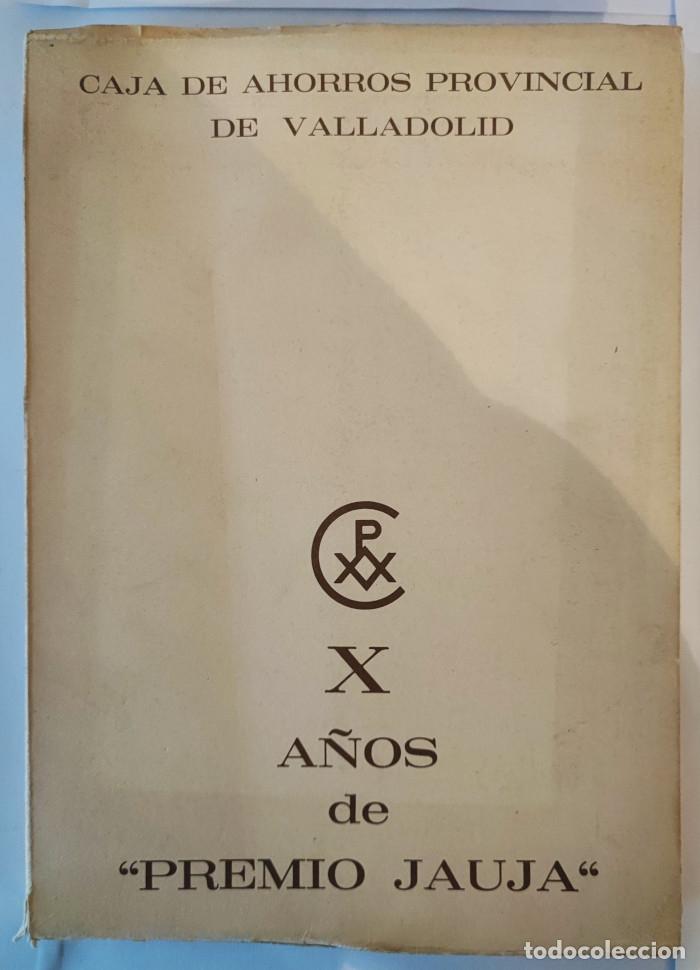 CAJA DE AHORROS PROVINCIAL
DE VALLADOLID
X
AÑOS
de
“PREMIO JAUJA“
todocoleccion